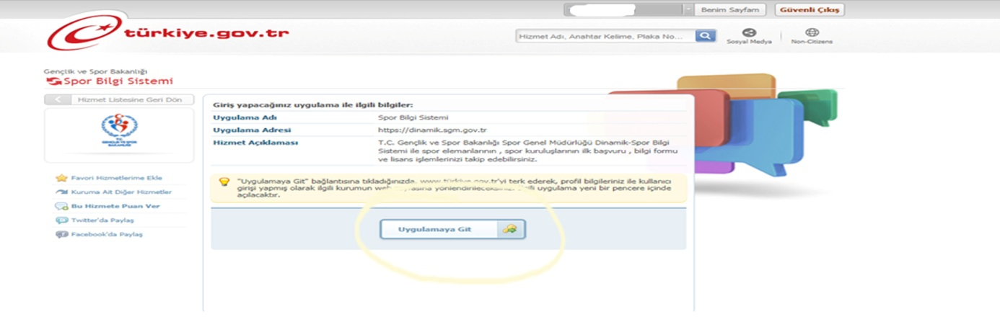 Benim Sayfam
Güvenli Çıkış
türkiye.gov.tr
Hizmet Adı, Anahtar Kelime, Plaka No...
Sosyal Medya
Non-Citizens
Gençlik ve Spor Bakanlığı
Spor Bilgi Sistemi
Hizmet Listesine Geri Dön
T.C.
GENÇLİK VE SPOR
BAKANLIĞI
Favori Hizmetlerime Ekle
Kuruma Ait Diğer Hizmetler
Bu Hizmete Puan Ver
Twitter'da Paylaş
Facebook'da Paylaş
Giriş yapacağınız uygulama ile ilgili bilgiler:
Uygulama Adı Spor Bilgi Sistemi
Uygulama Adresi https://dinamik.sgm.gov.tr
Hizmet Açıklaması T.C. Gençlik ve Spor Bakanlığı Spor Genel Müdürlüğü Dinamik-Spor Bilgi
Sistemi ile spor elemanlarının , spor kuruluşlarının ilk başvuru , bilgi formu
ve lisans işlemlerinizi takip edebilirsiniz.
"Uygulamaya Git" bağlantısına tıkladığınızda, www.türkiye.gov.tr'yi terk ederek, profil bilgileriniz ile kullanıcı
girişi yapmış olarak ilgili kurumun web sayfasına yönlendirileceksiniz. İlgili uygulama yeni bir pencere içinde
açılacaktır.
Uygulamaya Git